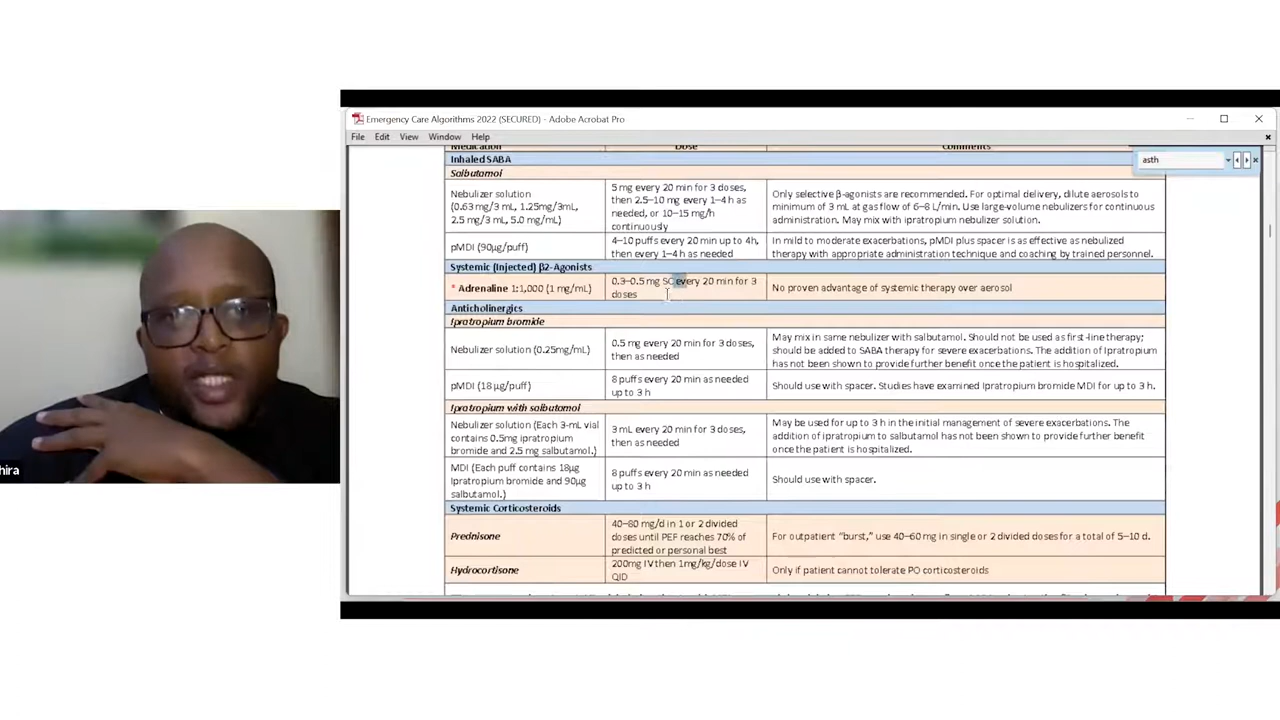 Emergency Care Algorithms 2022 (SECURED) - Adobe Acrobat Pro
File Edit View Window Help
asth
Medication Dose Comments
Inhaled SABA
Salbutamol
Nebulizer solution
(0.63 mg/3 mL, 1.25mg/3mL,
2.5 mg/3 mL, 5.0 mg/mL)
5 mg every 20 min for 3 doses,
then 2.5–10 mg every 1–4 h as
needed, or 10–15 mg/h
continuously
Only selective β-agonists are recommended. For optimal delivery, dilute aerosols to
minimum of 3 mL at gas flow of 6–8 L/min. Use large-volume nebulizers for continuous
administration. May mix with ipratropium nebulizer solution.
pMDI (90µg/puff)
4–10 puffs every 20 min up to 4h,
then every 1–4 h as needed
In mild to moderate exacerbations, pMDI plus spacer is as effective as nebulized
therapy with appropriate administration technique and coaching by trained personnel.
Systemic (Injected) β2-Agonists
* Adrenaline 1:1,000 (1 mg/mL)
0.3–0.5 mg SC every 20 min for 3
doses
No proven advantage of systemic therapy over aerosol
Anticholinergics
Ipratropium bromide
Nebulizer solution (0.25mg/mL)
0.5 mg every 20 min for 3 doses,
then as needed
May mix in same nebulizer with salbutamol. Should not be used as first-line therapy;
should be added to SABA therapy for severe exacerbations. The addition of Ipratropium
has not been shown to provide further benefit once the patient is hospitalized.
pMDI (18 µg/puff)
8 puffs every 20 min as needed
up to 3 h
Should use with spacer. Studies have examined Ipratropium bromide MDI for up to 3 h.
Ipratropium with salbutamol
Nebulizer solution (Each 3-mL vial
contains 0.5mg ipratropium
bromide and 2.5 mg salbutamol.)
3 mL every 20 min for 3 doses,
then as needed
May be used for up to 3 h in the initial management of severe exacerbations. The
addition of ipratropium to salbutamol has not been shown to provide further benefit
once the patient is hospitalized.
MDI (Each puff contains 18µg
Ipratropium bromide and 90µg
salbutamol.)
8 puffs every 20 min as needed
up to 3 h
Should use with spacer.
Systemic Corticosteroids
Prednisone
40–80 mg/d in 1 or 2 divided
doses until PEF reaches 70% of
predicted or personal best
For outpatient “burst,” use 40–60 mg in single or 2 divided doses for a total of 5–10 d.
Hydrocortisone
200mg IV then 1mg/kg/dose IV
QID
Only if patient cannot tolerate PO corticosteroids
hira